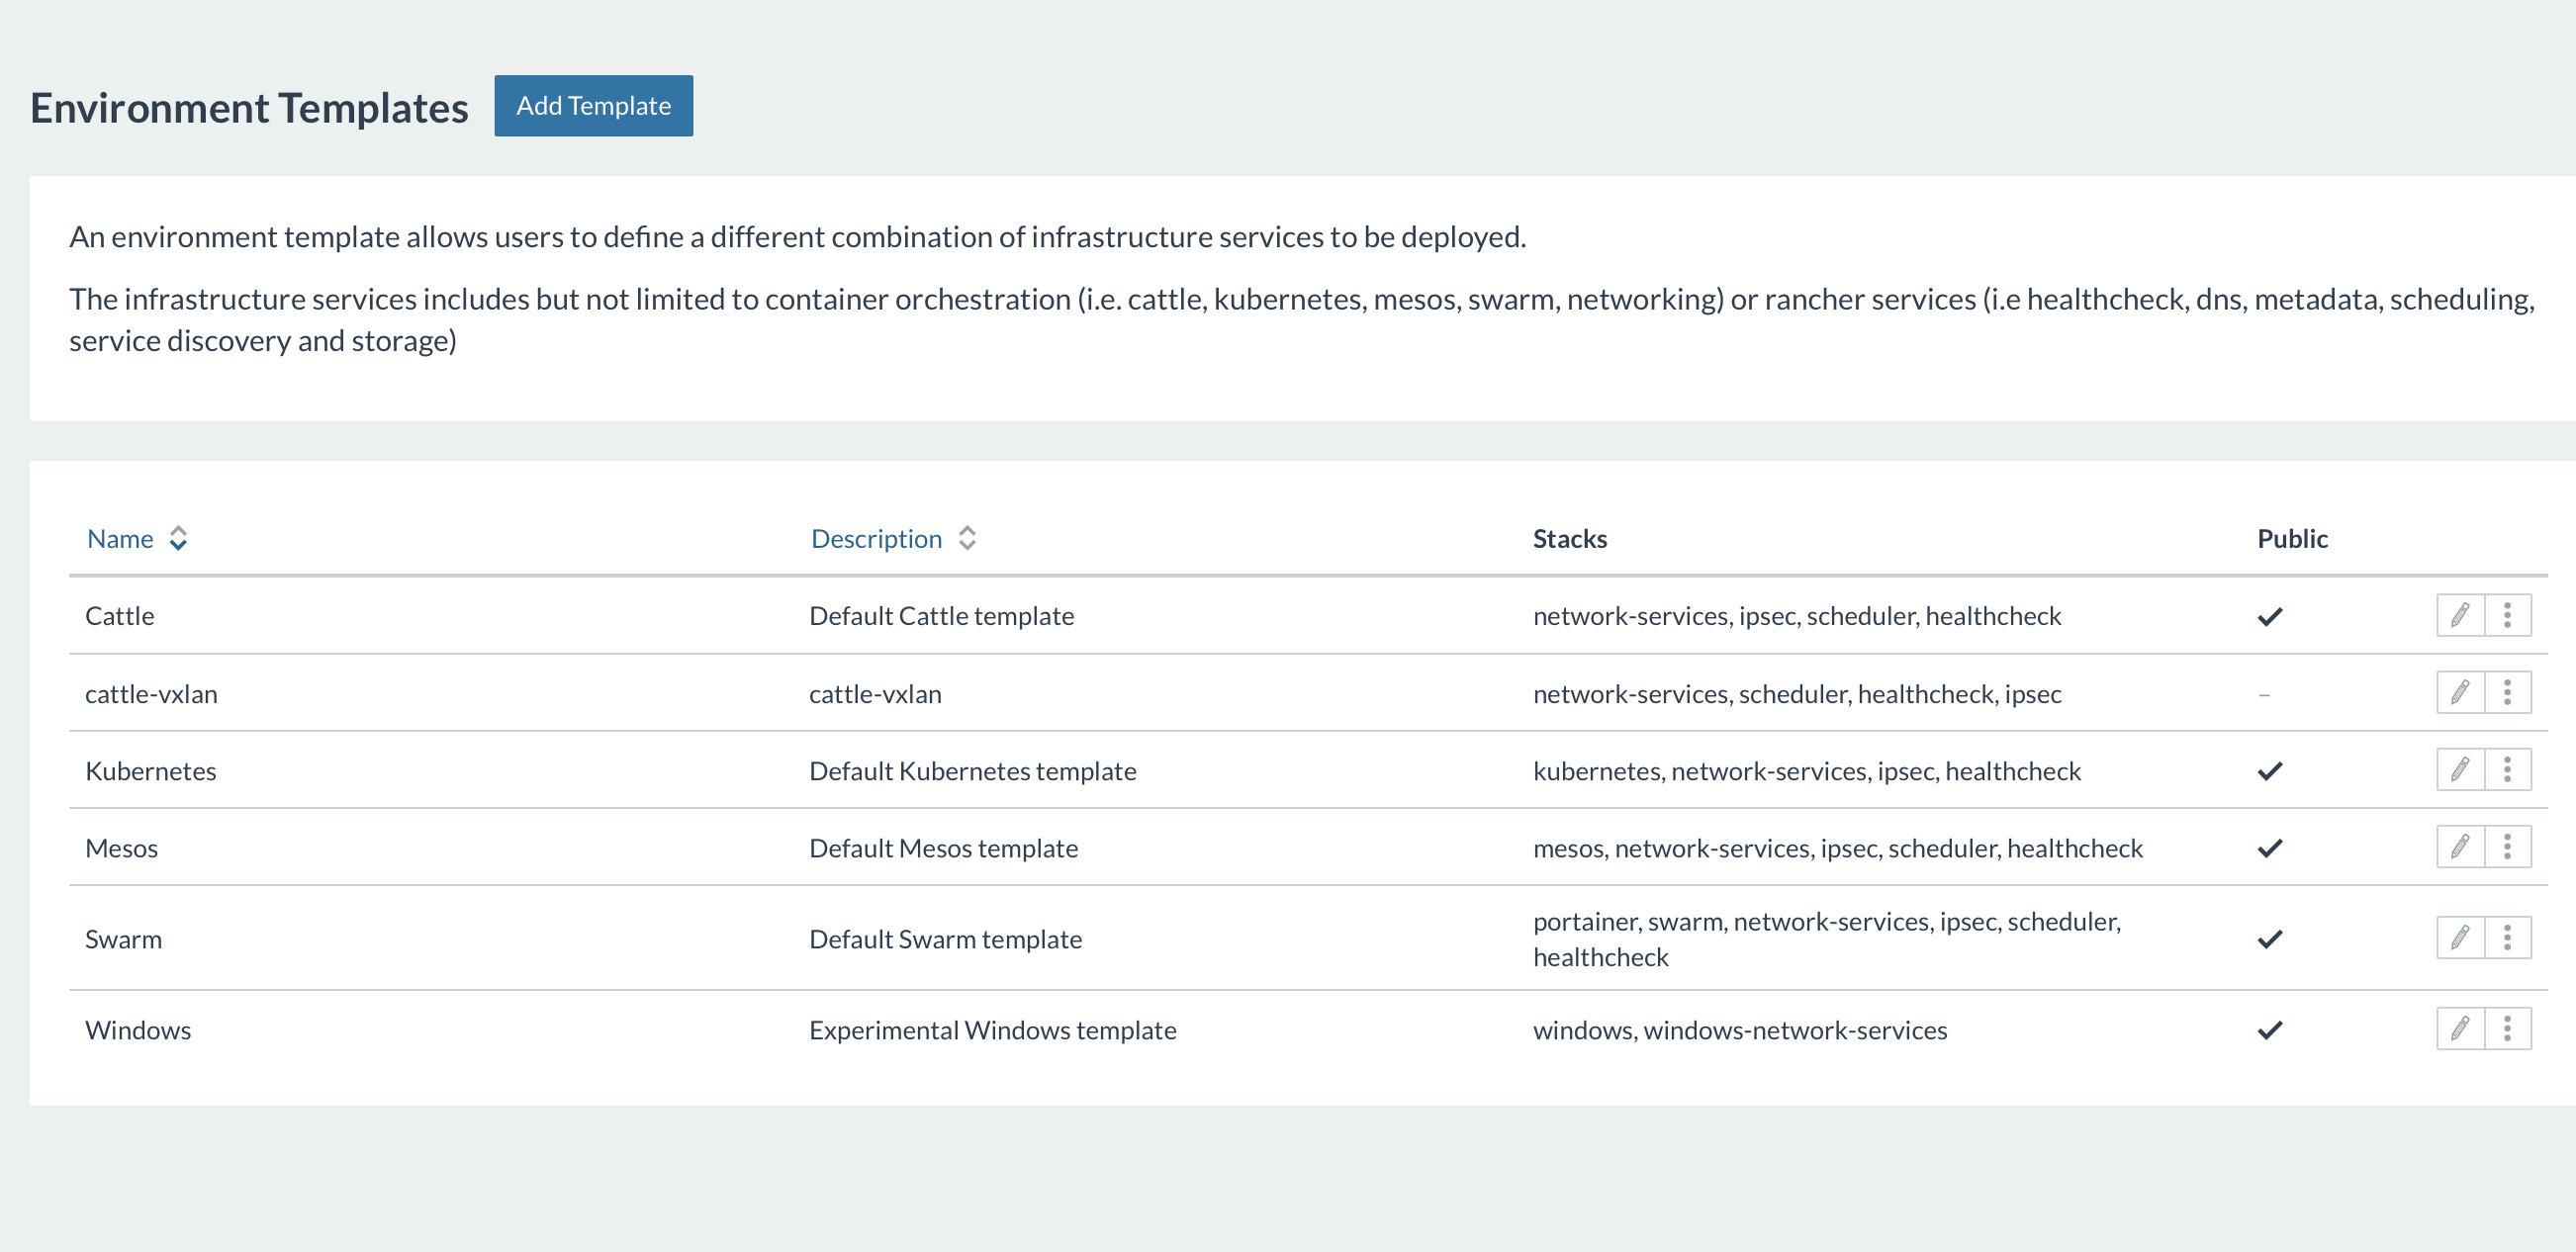 Environment Templates Add Template
An environment template allows users to define a different combination of infrastructure services to be deployed.
The infrastructure services includes but not limited to container orchestration (i.e. cattle, kubernetes, mesos, swarm, networking) or rancher services (i.e healthcheck, dns, metadata, scheduling,
service discovery and storage)
Name Description Stacks Public
Cattle Default Cattle template network-services, ipsec, scheduler, healthcheck ✔
cattle-vxlan cattle-vxlan network-services, scheduler, healthcheck, ipsec –
Kubernetes Default Kubernetes template kubernetes, network-services, ipsec, healthcheck ✔
Mesos Default Mesos template mesos, network-services, ipsec, scheduler, healthcheck ✔
Swarm Default Swarm template portainer, swarm, network-services, ipsec, scheduler,
healthcheck ✔
Windows Experimental Windows template windows, windows-network-services ✔